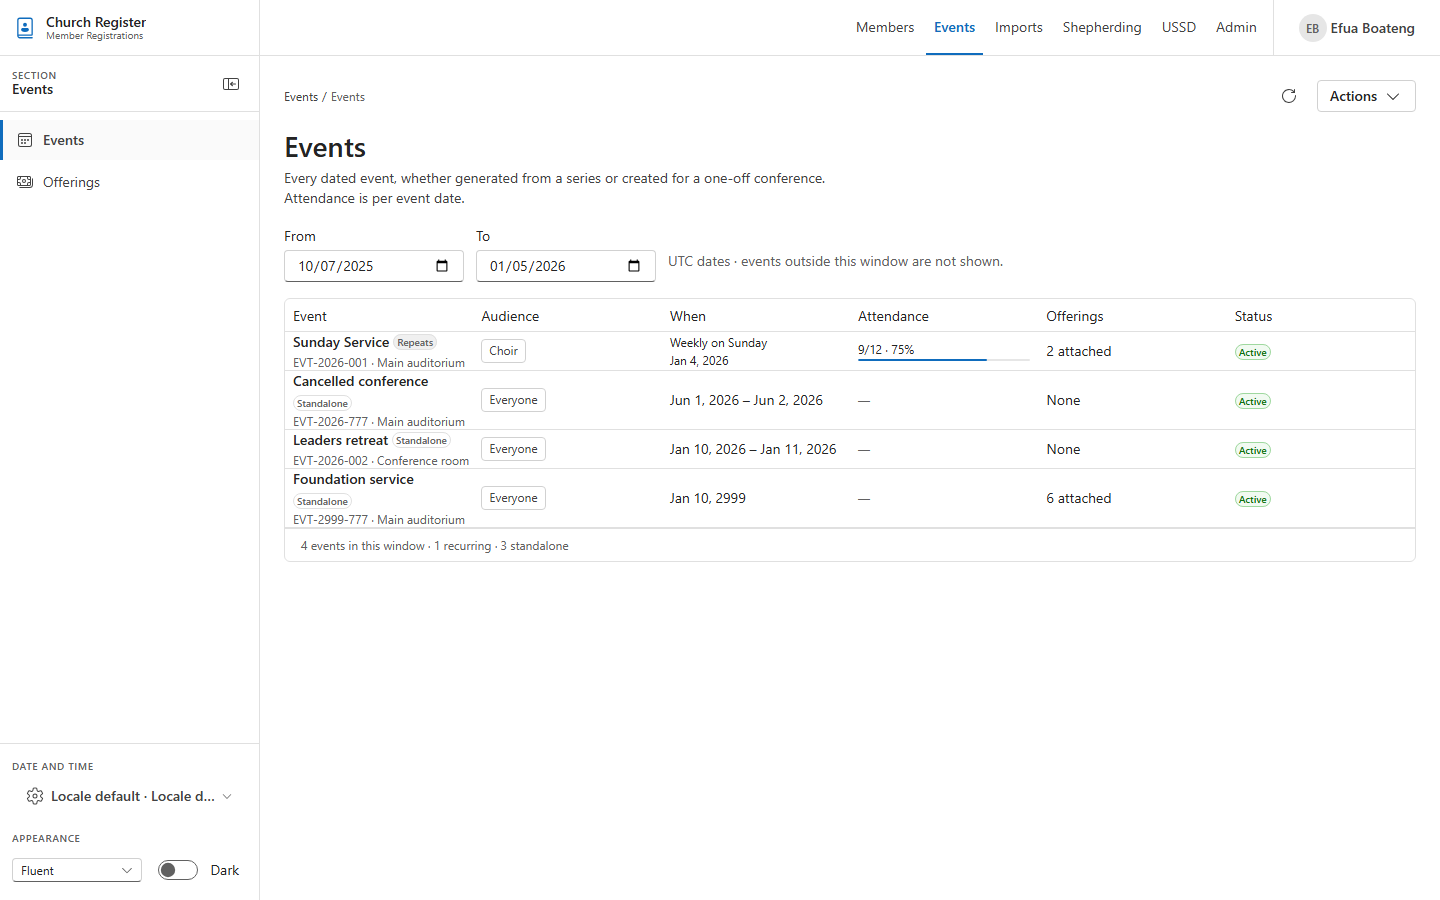 Church Register
Member Registrations
Members
Events
Imports
Shepherding
USSD
Admin
EB
Efua Boateng
SECTION
Events
Events
Offerings
Events / Events
Actions
Events
Every dated event, whether generated from a series or created for a one-off conference.
Attendance is per event date.
From
To
10/07/2025
01/05/2026
UTC dates · events outside this window are not shown.
Event
Audience
When
Attendance
Offerings
Status
Sunday Service Repeats
EVT-2026-001 · Main auditorium
Choir
Weekly on Sunday
Jan 4, 2026
9/12 · 75%
2 attached
Active
Cancelled conference
Standalone
EVT-2026-777 · Main auditorium
Everyone
Jun 1, 2026 – Jun 2, 2026
—
None
Active
Leaders retreat Standalone
EVT-2026-002 · Conference room
Everyone
Jan 10, 2026 – Jan 11, 2026
—
None
Active
Foundation service
Standalone
EVT-2999-777 · Main auditorium
Everyone
Jan 10, 2999
—
6 attached
Active
4 events in this window · 1 recurring · 3 standalone
DATE AND TIME
Locale default · Locale d...
APPEARANCE
Fluent
Dark